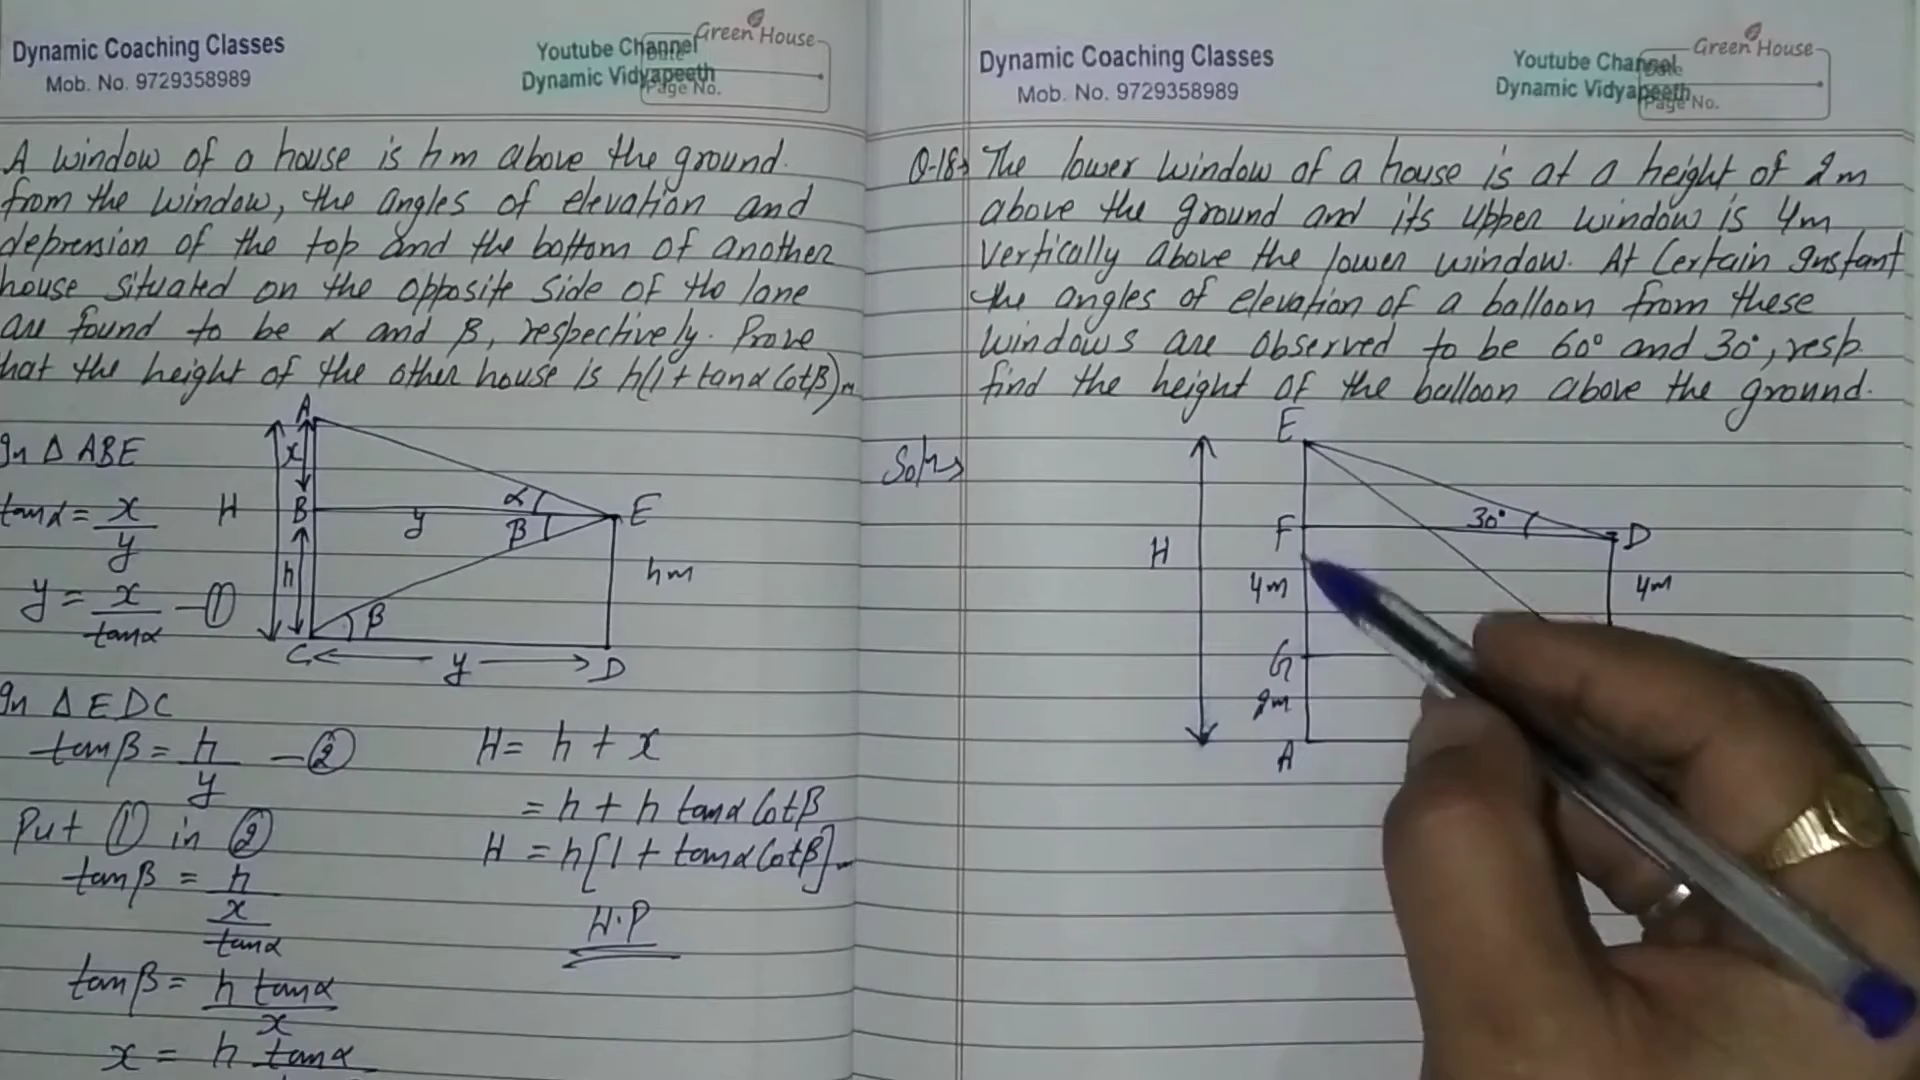 Dynamic Coaching Classes
Mob. No. 9729358989
Youtube Channel
Dynamic Vidyapeeth
Green House
Date
Page No.
A window of a house is hm above the ground.
from the window, the angles of elevation and
depression of the top and the bottom of another
house situated on the opposite side of the lane
are found to be α and β, respectively. Prove
hat the height of the other house is h(1 + tanα Cotβ)m
In Δ ABE
tanα = x/y
y = x/tanα - ①
A
x
B
H
h
C
y
α
β
E
hm
β
y
D
In Δ EDC
tanβ = h/y - ②
Put ① in ②
tanβ = h/(x/tanα)
tanβ = h tanα/x
x = h tanα
H = h + x
= h + h tanα Cotβ
H = h[1 + tanα Cotβ]m
H.P
Dynamic Coaching Classes
Mob. No. 9729358989
Youtube Channel
Dynamic Vidyapeeth
Green House
Date
Page No.
Q-18→ The lower window of a house is at a height of 2m
above the ground and its upper window is 4m
vertically above the lower window. At Certain Instant
the angles of elevation of a balloon from these
windows are observed to be 60° and 30°, resp.
find the height of the balloon above the ground.
Soln→
E
H
F
30°
D
4m
4m
G
2m
A